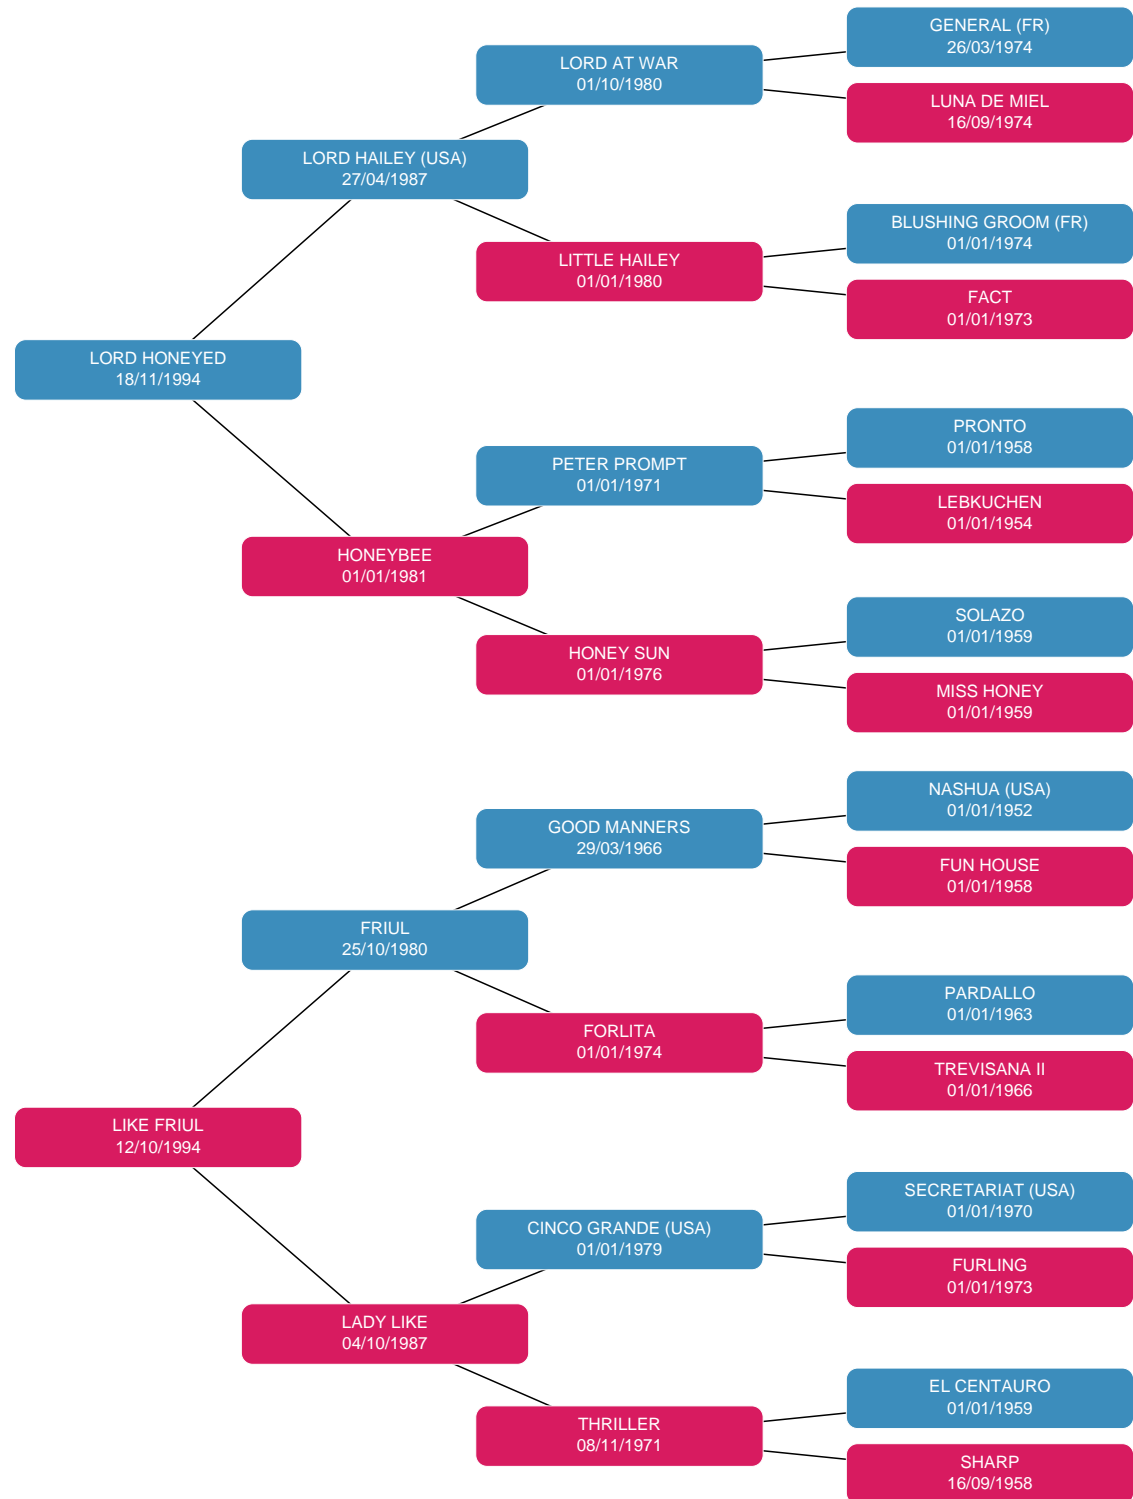 GENERAL (FR)
26/03/1974
LORD AT WAR
01/10/1980
LUNA DE MIEL
16/09/1974
LORD HAILEY (USA)
27/04/1987
BLUSHING GROOM (FR)
01/01/1974
LITTLE HAILEY
01/01/1980
FACT
01/01/1973
LORD HONEYED
18/11/1994
PRONTO
01/01/1958
PETER PROMPT
01/01/1971
LEBKUCHEN
01/01/1954
HONEYBEE
01/01/1981
SOLAZO
01/01/1959
HONEY SUN
01/01/1976
MISS HONEY
01/01/1959
NASHUA (USA)
01/01/1952
GOOD MANNERS
29/03/1966
FUN HOUSE
01/01/1958
FRIUL
25/10/1980
PARDALLO
01/01/1963
FORLITA
01/01/1974
TREVISANA II
01/01/1966
LIKE FRIUL
12/10/1994
SECRETARIAT (USA)
01/01/1970
CINCO GRANDE (USA)
01/01/1979
FURLING
01/01/1973
LADY LIKE
04/10/1987
EL CENTAURO
01/01/1959
THRILLER
08/11/1971
SHARP
16/09/1958